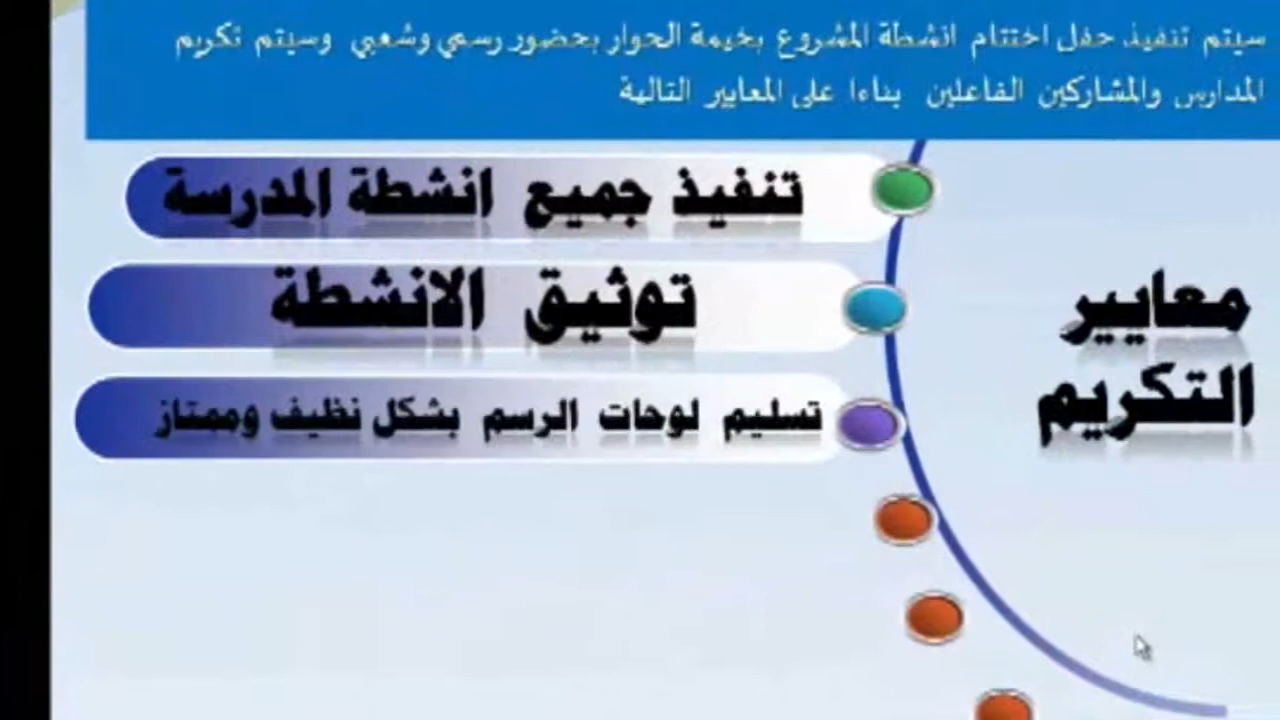 سيتم تنفيذ حفل اختتام انشطة المشروع بخيمة الحوار بحضور رسمي وشعبي وسيتم تكريم
المدارس والمشاركين الفاعلين بناءا على المعايير التالية
معايير
التكريم
تنفيذ جميع انشطة المدرسة
توثيق الانشطة
تسليم لوحات الرسم بشكل نظيف وممتاز